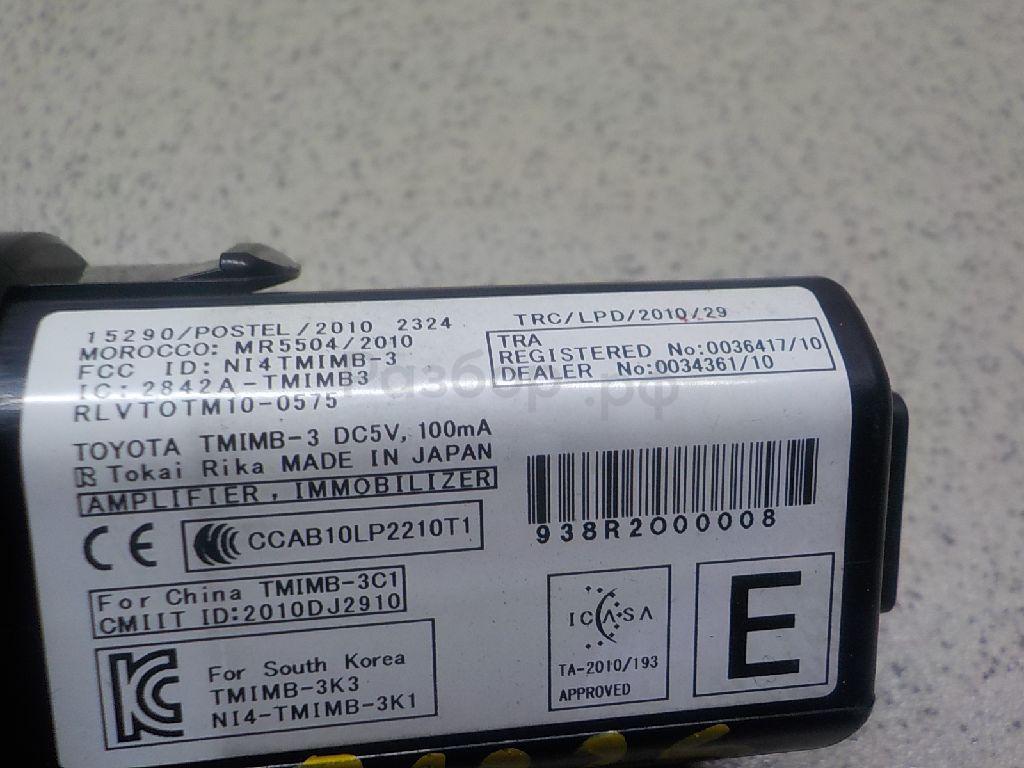 15290/POSTEL/2010 2324
MOROCCO: MR5504/2010
FCC ID: NI4TMIMB-3
IC: 2842A-TMIMB3
RLVTOTM10-0575
TRC/LPD/2010/29
TRA
REGISTERED No:0036417/10
DEALER No:0034361/10
TOYOTA TMIMB-3 DC5V, 100mA
R Tokai Rika MADE IN JAPAN
AMPLIFIER, IMMOBILIZER
CE
CCAB10LP2210T1
938R2000008
For China TMIMB-3C1
CMIIT ID:2010DJ2910
KC
For South Korea
TMIMB-3K3
NI4-TMIMB-3K1
ICASA
TA-2010/193
APPROVED
E